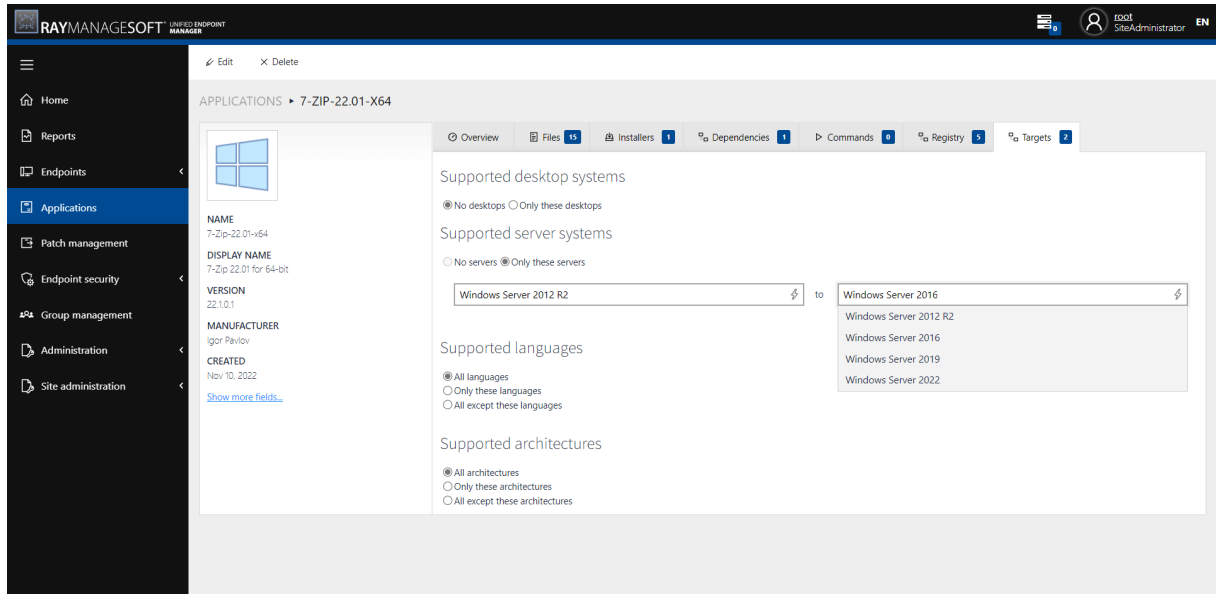 RAYMANAGESOFT UNIFIED ENDPOINT MANAGER
0
root
SiteAdministrator
EN
Edit
Delete
Home
Reports
Endpoints
Applications
Patch management
Endpoint security
Group management
Administration
Site administration
APPLICATIONS ▸ 7-ZIP-22.01-X64
NAME
7-Zip-22.01-x64
DISPLAY NAME
7-Zip 22.01 for 64-bit
VERSION
22.1.0.1
MANUFACTURER
Igor Pavlov
CREATED
Nov 10, 2022
Show more fields...
Overview Files 15 Installers 1 Dependencies 1 Commands 0 Registry 5 Targets 2
Supported desktop systems
No desktops Only these desktops
Supported server systems
No servers Only these servers
Windows Server 2012 R2 to Windows Server 2016
Windows Server 2012 R2
Windows Server 2016
Windows Server 2019
Windows Server 2022
Supported languages
All languages
Only these languages
All except these languages
Supported architectures
All architectures
Only these architectures
All except these architectures